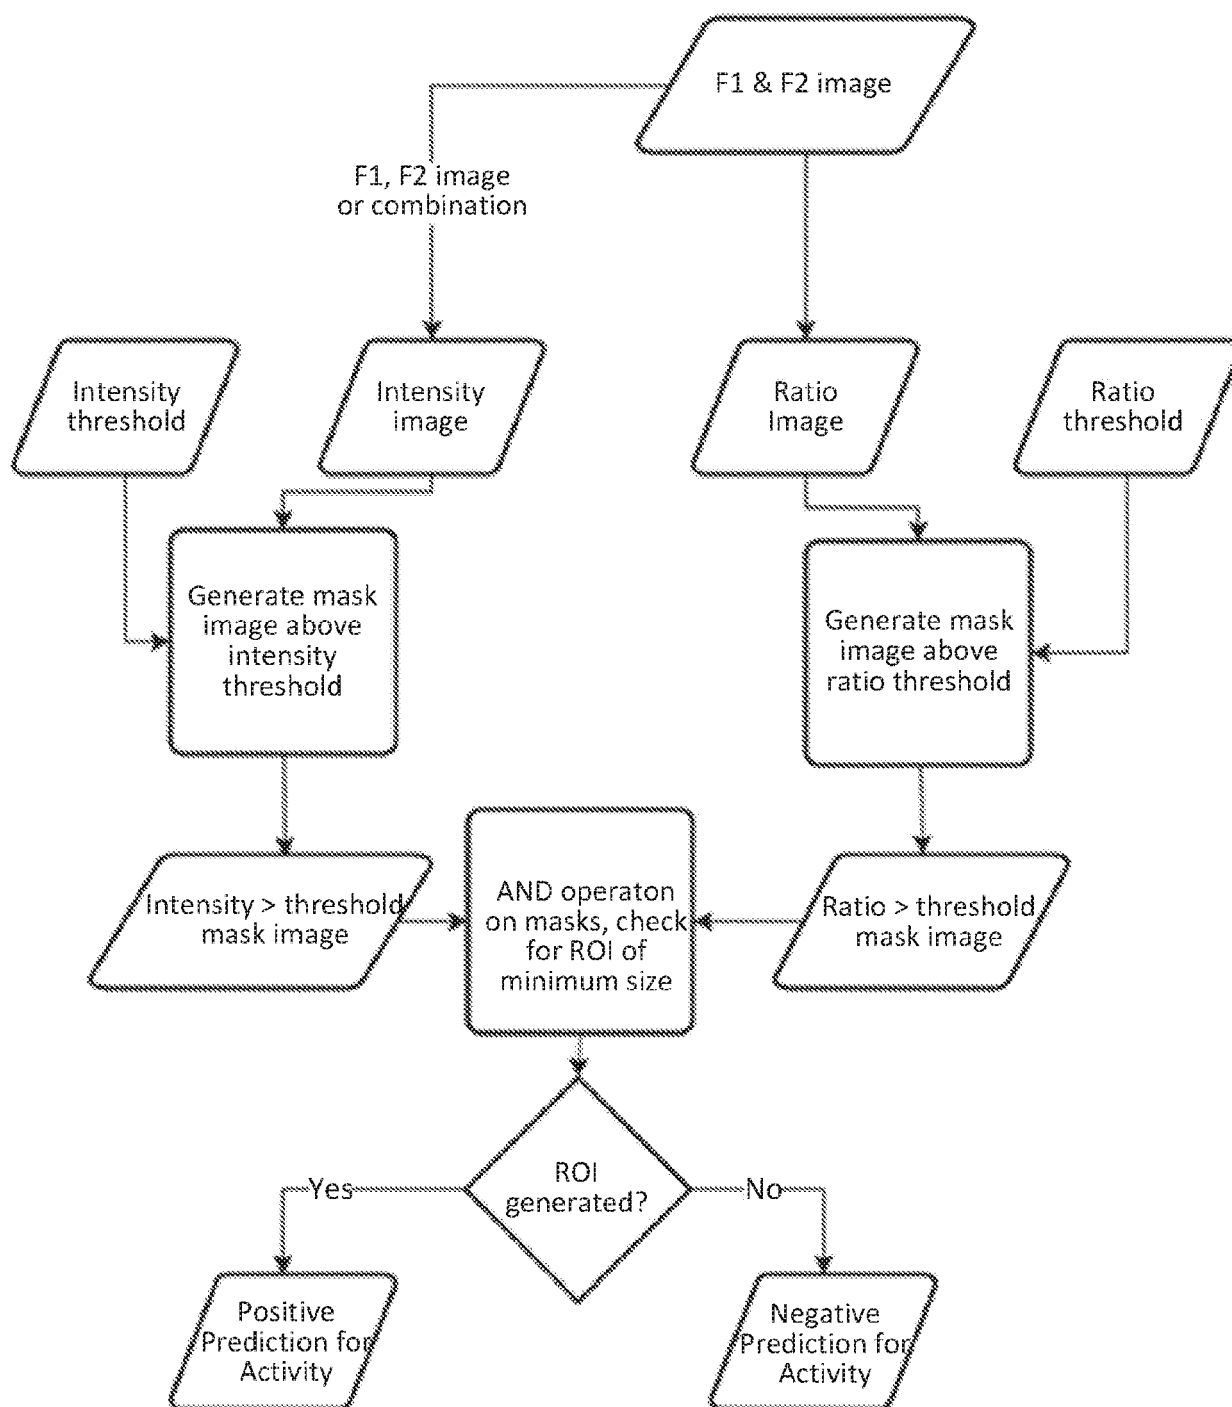 F1 & F2 image
F1, F2 image
or combination
Intensity
threshold
Intensity
image
Ratio
Image
Ratio
threshold
Generate mask
image above
intensity
threshold
Generate mask
image above
ratio threshold
Intensity > threshold
mask image
AND operaton
on masks, check
for ROI of
minimum size
Ratio > threshold
mask image
ROI
generated?
Yes
No
Positive
Prediction for
Activity
Negative
Prediction for
Activity